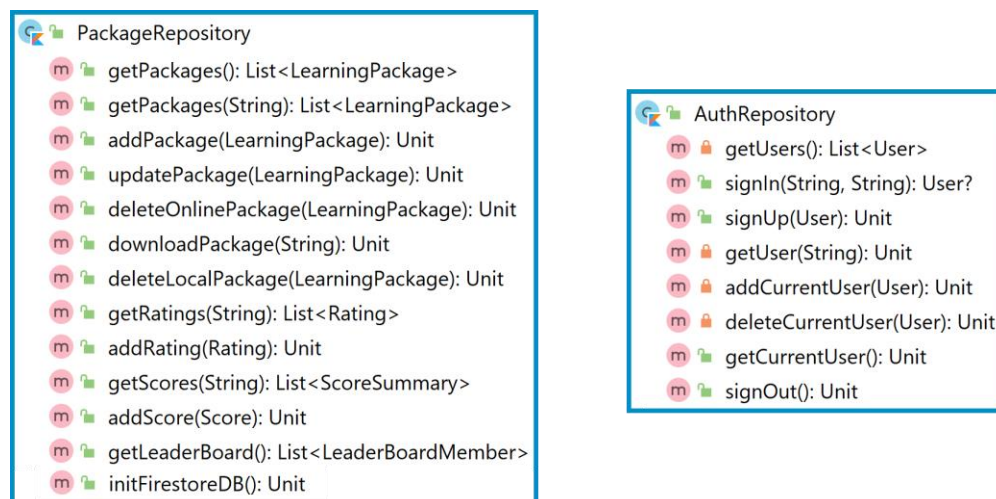 PackageRepository
getPackages(): List<LearningPackage>
getPackages(String): List<LearningPackage>
addPackage(LearningPackage): Unit
updatePackage(LearningPackage): Unit
deleteOnlinePackage(LearningPackage): Unit
downloadPackage(String): Unit
deleteLocalPackage(LearningPackage): Unit
getRatings(String): List<Rating>
addRating(Rating): Unit
getScores(String): List<ScoreSummary>
addScore(Score): Unit
getLeaderBoard(): List<LeaderBoardMember>
initFirestoreDB(): Unit
AuthRepository
getUsers(): List<User>
signIn(String, String): User?
signUp(User): Unit
getUser(String): Unit
addCurrentUser(User): Unit
deleteCurrentUser(User): Unit
getCurrentUser(): Unit
signOut(): Unit